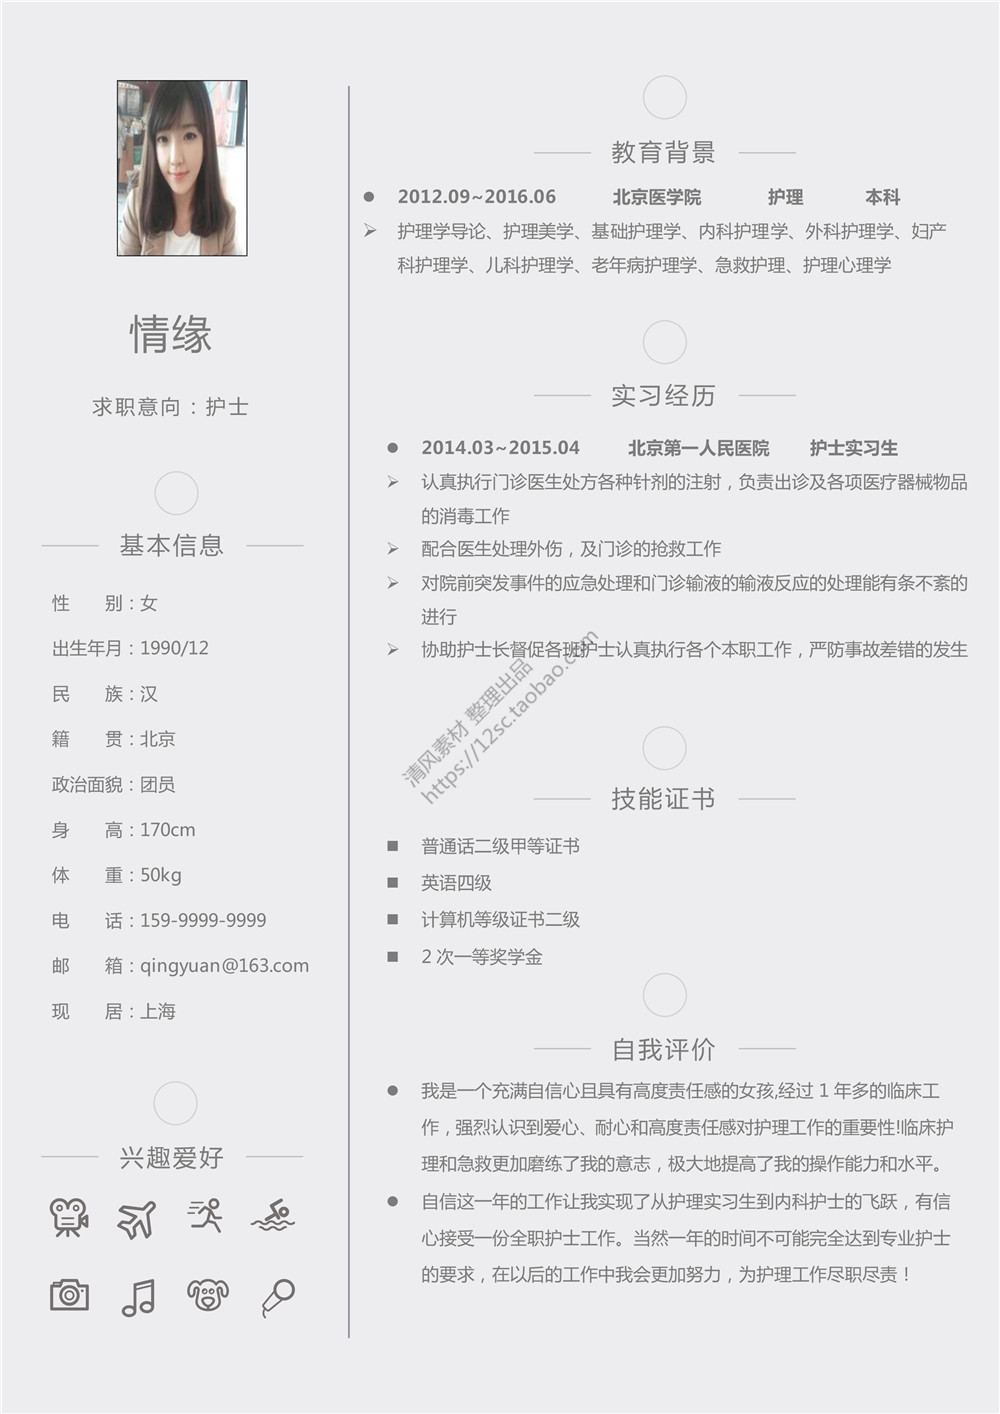 情缘
求职意向：护士
基本信息
性　　别：女
出生年月：1990/12
民　　族：汉
籍　　贯：北京
政治面貌：团员
身　　高：170cm
体　　重：50kg
电　　话：159-9999-9999
邮　　箱：qingyuan@163.com
现　　居：上海
兴趣爱好
教育背景
2012.09~2016.06　北京医学院　护理　本科
护理学导论、护理美学、基础护理学、内科护理学、外科护理学、妇产
科护理学、儿科护理学、老年病护理学、急救护理、护理心理学
实习经历
2014.03~2015.04　北京第一人民医院　护士实习生
认真执行门诊医生处方各种针剂的注射，负责出诊及各项医疗器械物品
的消毒工作
配合医生处理外伤，及门诊的抢救工作
对院前突发事件的应急处理和门诊输液的输液反应的处理能有条不紊的
进行
协助护士长督促各班护士认真执行各个本职工作，严防事故差错的发生
清风素材 整理出品
https://12sc.taobao.com
技能证书
普通话二级甲等证书
英语四级
计算机等级证书二级
2 次一等奖学金
自我评价
我是一个充满自信心且具有高度责任感的女孩,经过 1 年多的临床工
作，强烈认识到爱心、耐心和高度责任感对护理工作的重要性!临床护
理和急救更加磨练了我的意志，极大地提高了我的操作能力和水平。
自信这一年的工作让我实现了从护理实习生到内科护士的飞跃，有信
心接受一份全职护士工作。当然一年的时间不可能完全达到专业护士
的要求，在以后的工作中我会更加努力，为护理工作尽职尽责！